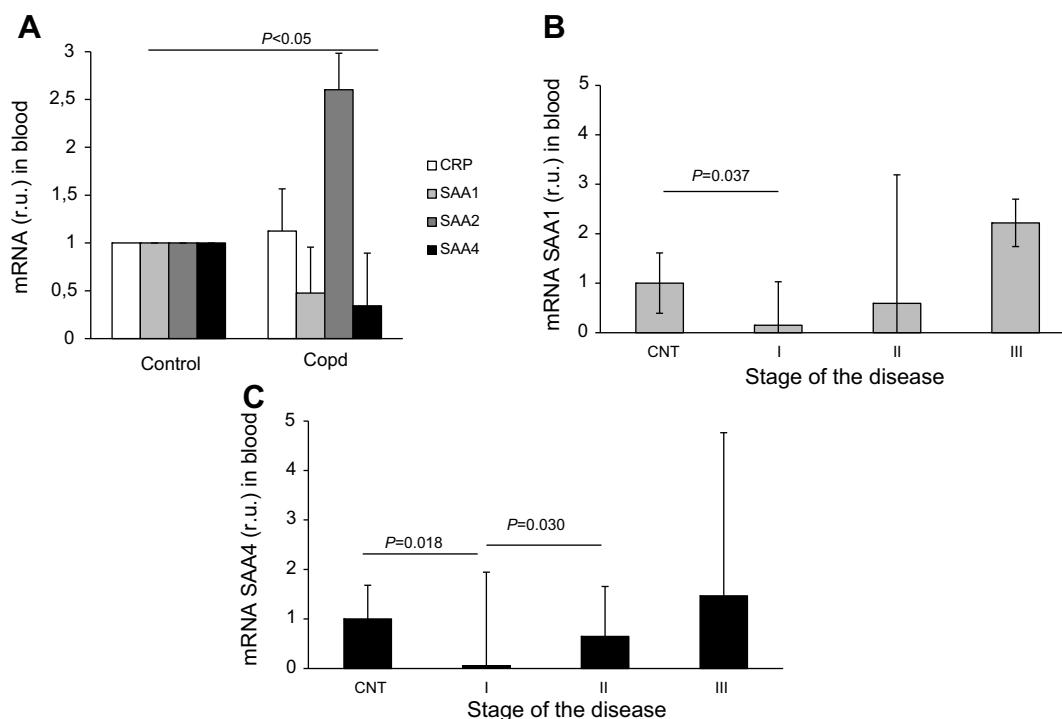 A
P<0.05
mRNA (r.u.) in blood
3
2,5
2
1,5
1
0,5
0
Control
Copd
CRP
SAA1
SAA2
SAA4
B
mRNA SAA1 (r.u.) in blood
5
4
3
2
1
0
P=0.037
CNT
I
II
III
Stage of the disease
C
mRNA SAA4 (r.u.) in blood
5
4
3
2
1
0
P=0.018
P=0.030
CNT
I
II
III
Stage of the disease